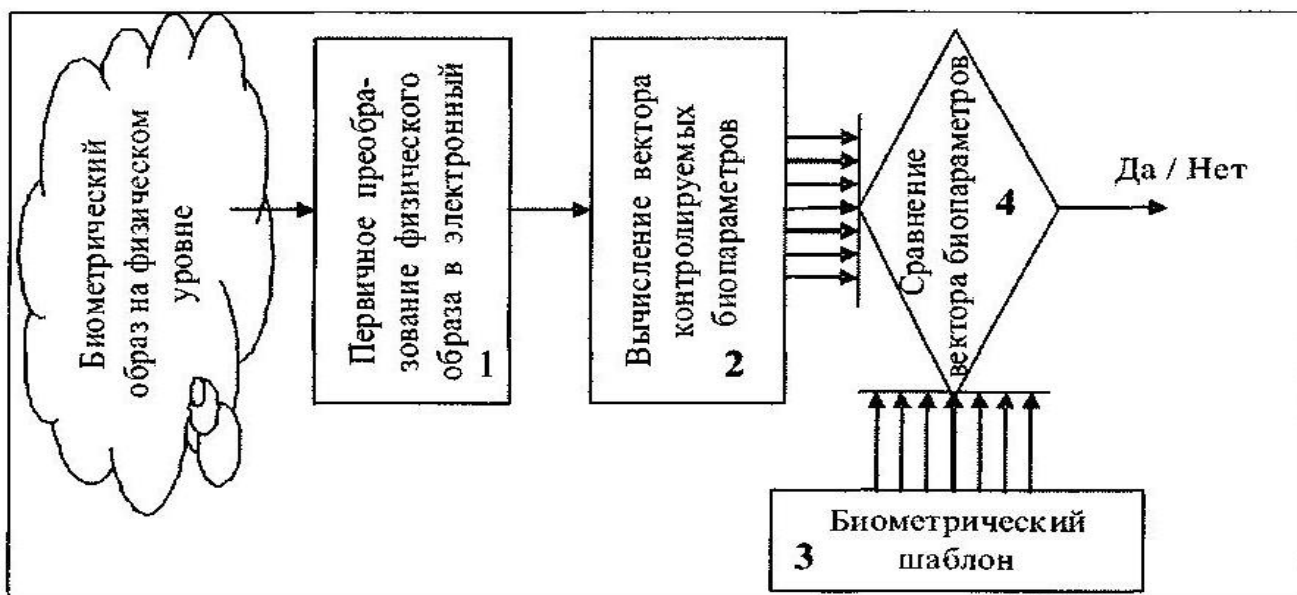 Биометрический
образ на физическом
уровне
Первичное преобра-
зование физического
образа в электронный
1
Вычисление вектора
контролируемых
биопараметров
2
Сравнение
вектора биопараметров
4
Да / Нет
Биометрический
шаблон
3